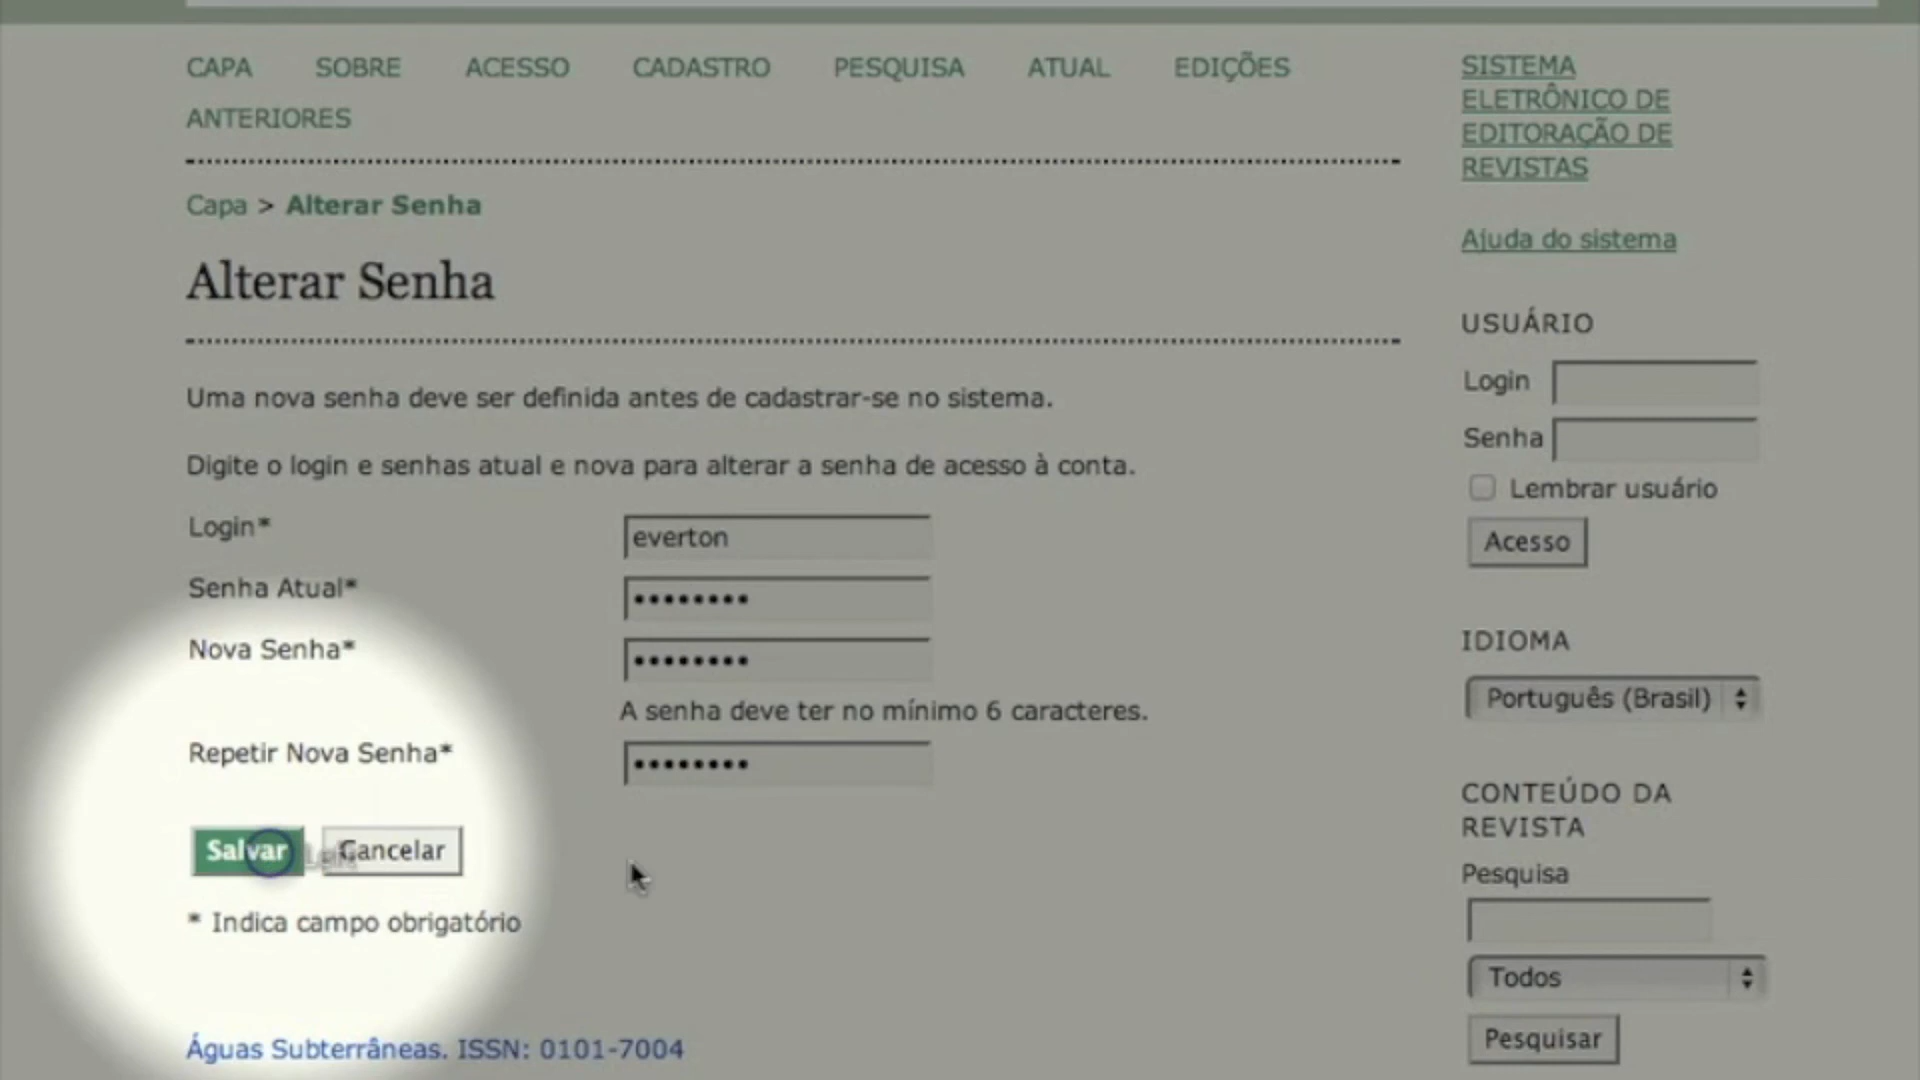 CAPA SOBRE ACESSO CADASTRO PESQUISA ATUAL EDIÇÕES
ANTERIORES
Capa > Alterar Senha
Alterar Senha
Uma nova senha deve ser definida antes de cadastrar-se no sistema.
Digite o login e senhas atual e nova para alterar a senha de acesso à conta.
Login* everton
Senha Atual* ••••••••
Nova Senha* ••••••••
A senha deve ter no mínimo 6 caracteres.
Repetir Nova Senha* ••••••••
Salvar Cancelar
* Indica campo obrigatório
Águas Subterrâneas. ISSN: 0101-7004
SISTEMA
ELETRÔNICO DE
EDITORAÇÃO DE
REVISTAS
Ajuda do sistema
USUÁRIO
Login
Senha
Lembrar usuário
Acesso
IDIOMA
Português (Brasil)
CONTEÚDO DA
REVISTA
Pesquisa
Todos
Pesquisar